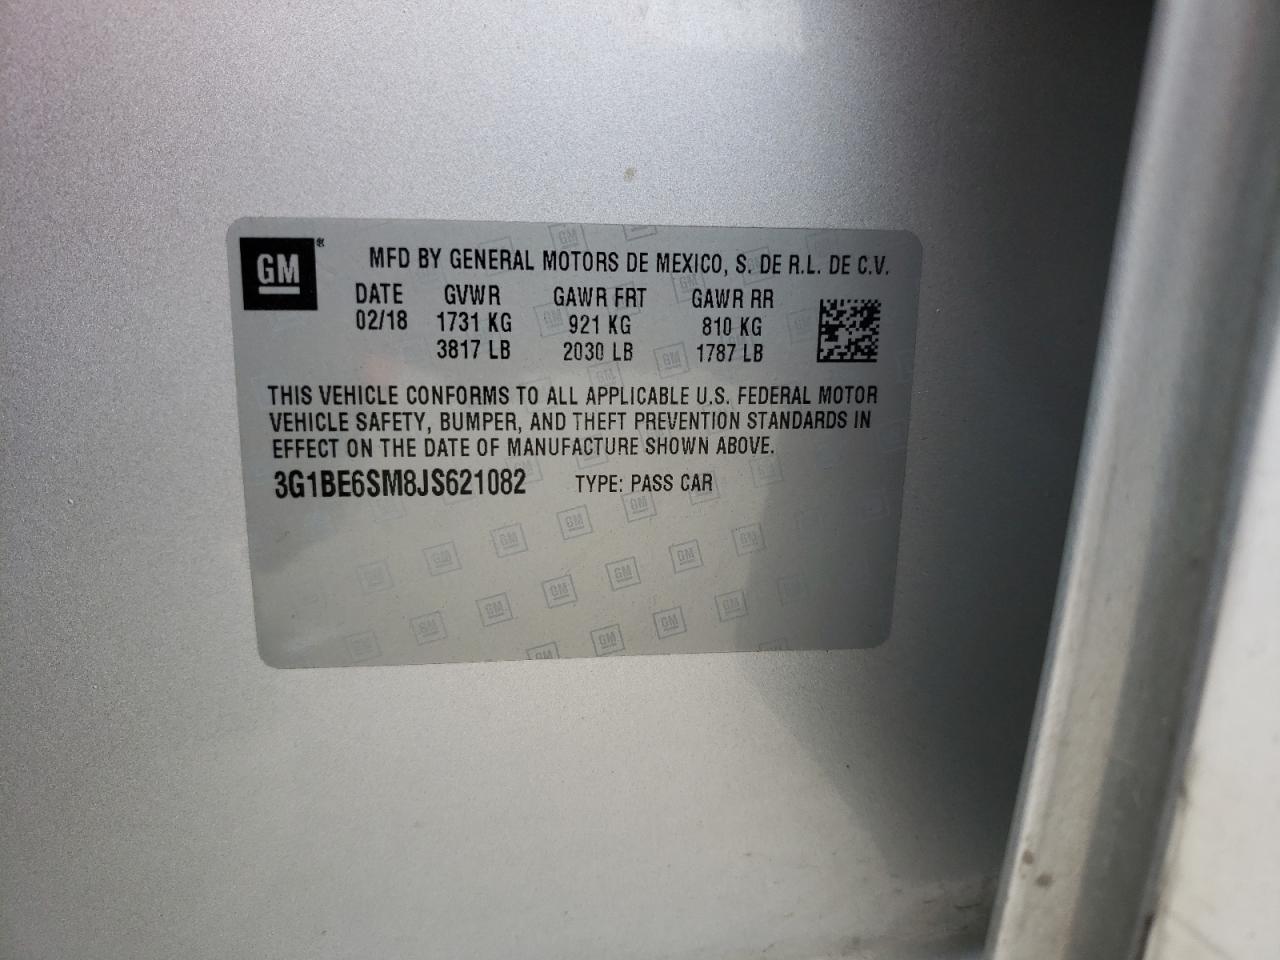 GM
MFD BY GENERAL MOTORS DE MEXICO, S. DE R.L. DE C.V.
DATE GVWR GAWR FRT GAWR RR
02/18 1731 KG 921 KG 810 KG
3817 LB 2030 LB 1787 LB
THIS VEHICLE CONFORMS TO ALL APPLICABLE U.S. FEDERAL MOTOR
VEHICLE SAFETY, BUMPER, AND THEFT PREVENTION STANDARDS IN
EFFECT ON THE DATE OF MANUFACTURE SHOWN ABOVE.
3G1BE6SM8JS621082 TYPE: PASS CAR